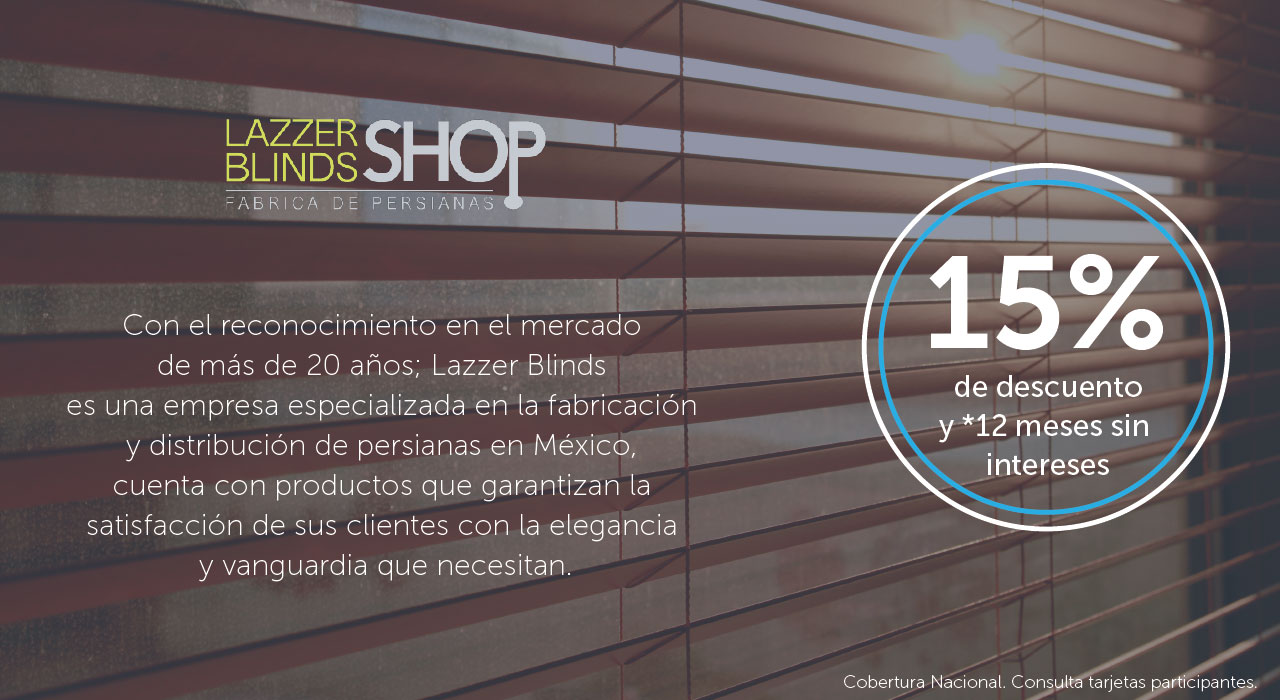 LAZZER
BLINDS SHOP
FABRICA DE PERSIANAS
Con el reconocimiento en el mercado
de más de 20 años; Lazzer Blinds
es una empresa especializada en la fabricación
y distribución de persianas en México,
cuenta con productos que garantizan la
satisfacción de sus clientes con la elegancia
y vanguardia que necesitan.
15%
de descuento
y *12 meses sin
intereses
Cobertura Nacional. Consulta tarjetas participantes.